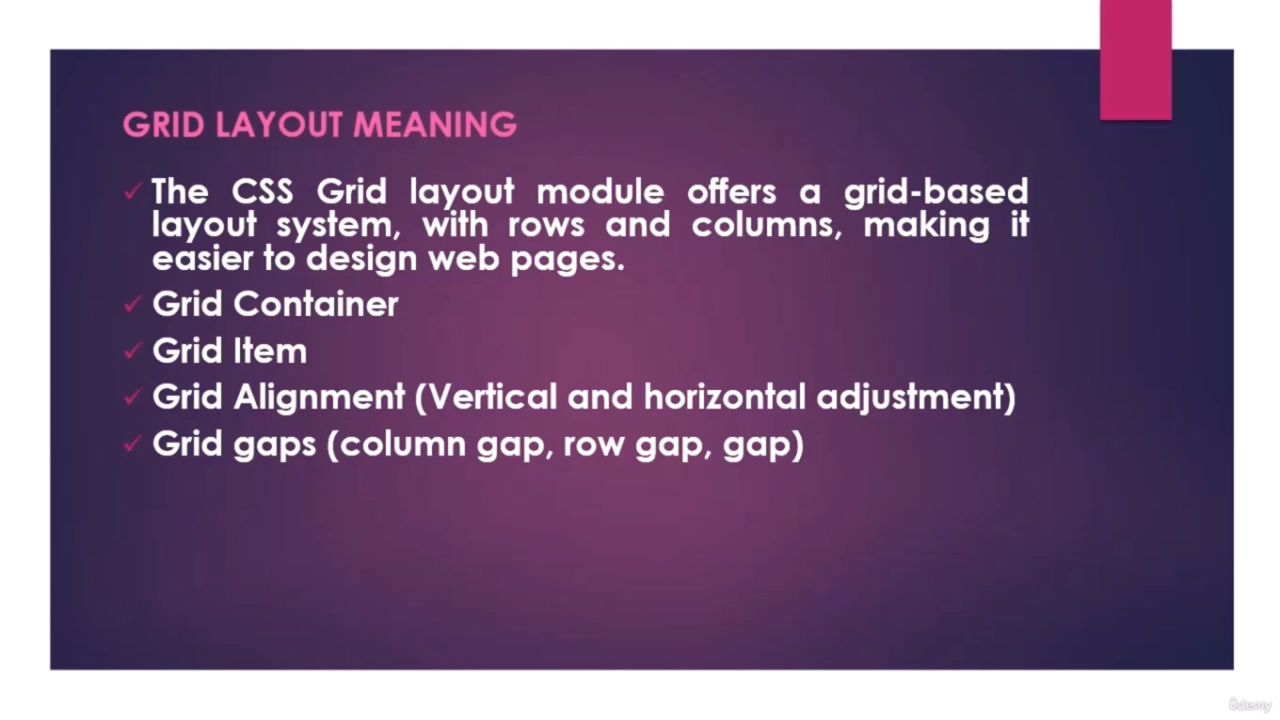 GRID LAYOUT MEANING
✓ The CSS Grid layout module offers a grid-based
layout system, with rows and columns, making it
easier to design web pages.
✓ Grid Container
✓ Grid Item
✓ Grid Alignment (Vertical and horizontal adjustment)
✓ Grid gaps (column gap, row gap, gap)
ûdemy